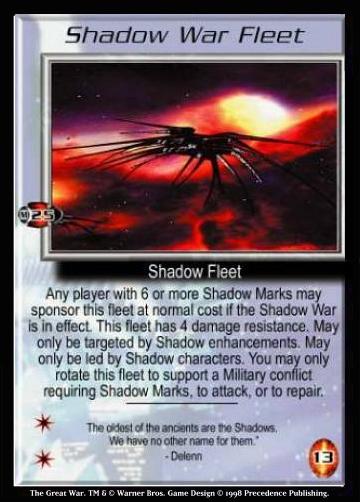 Shadow War Fleet
M 25
Shadow Fleet
Any player with 6 or more Shadow Marks may
sponsor this fleet at normal cost if the Shadow War
is in effect. This fleet has 4 damage resistance. May
only be targeted by Shadow enhancements. May
only be led by Shadow characters. You may only
rotate this fleet to support a Military conflict
requiring Shadow Marks, to attack, or to repair.
The oldest of the ancients are the Shadows.
We have no other name for them."
- Delenn
13
The Great War. TM & © Warner Bros. Game Design © 1998 Precedence Publishing.